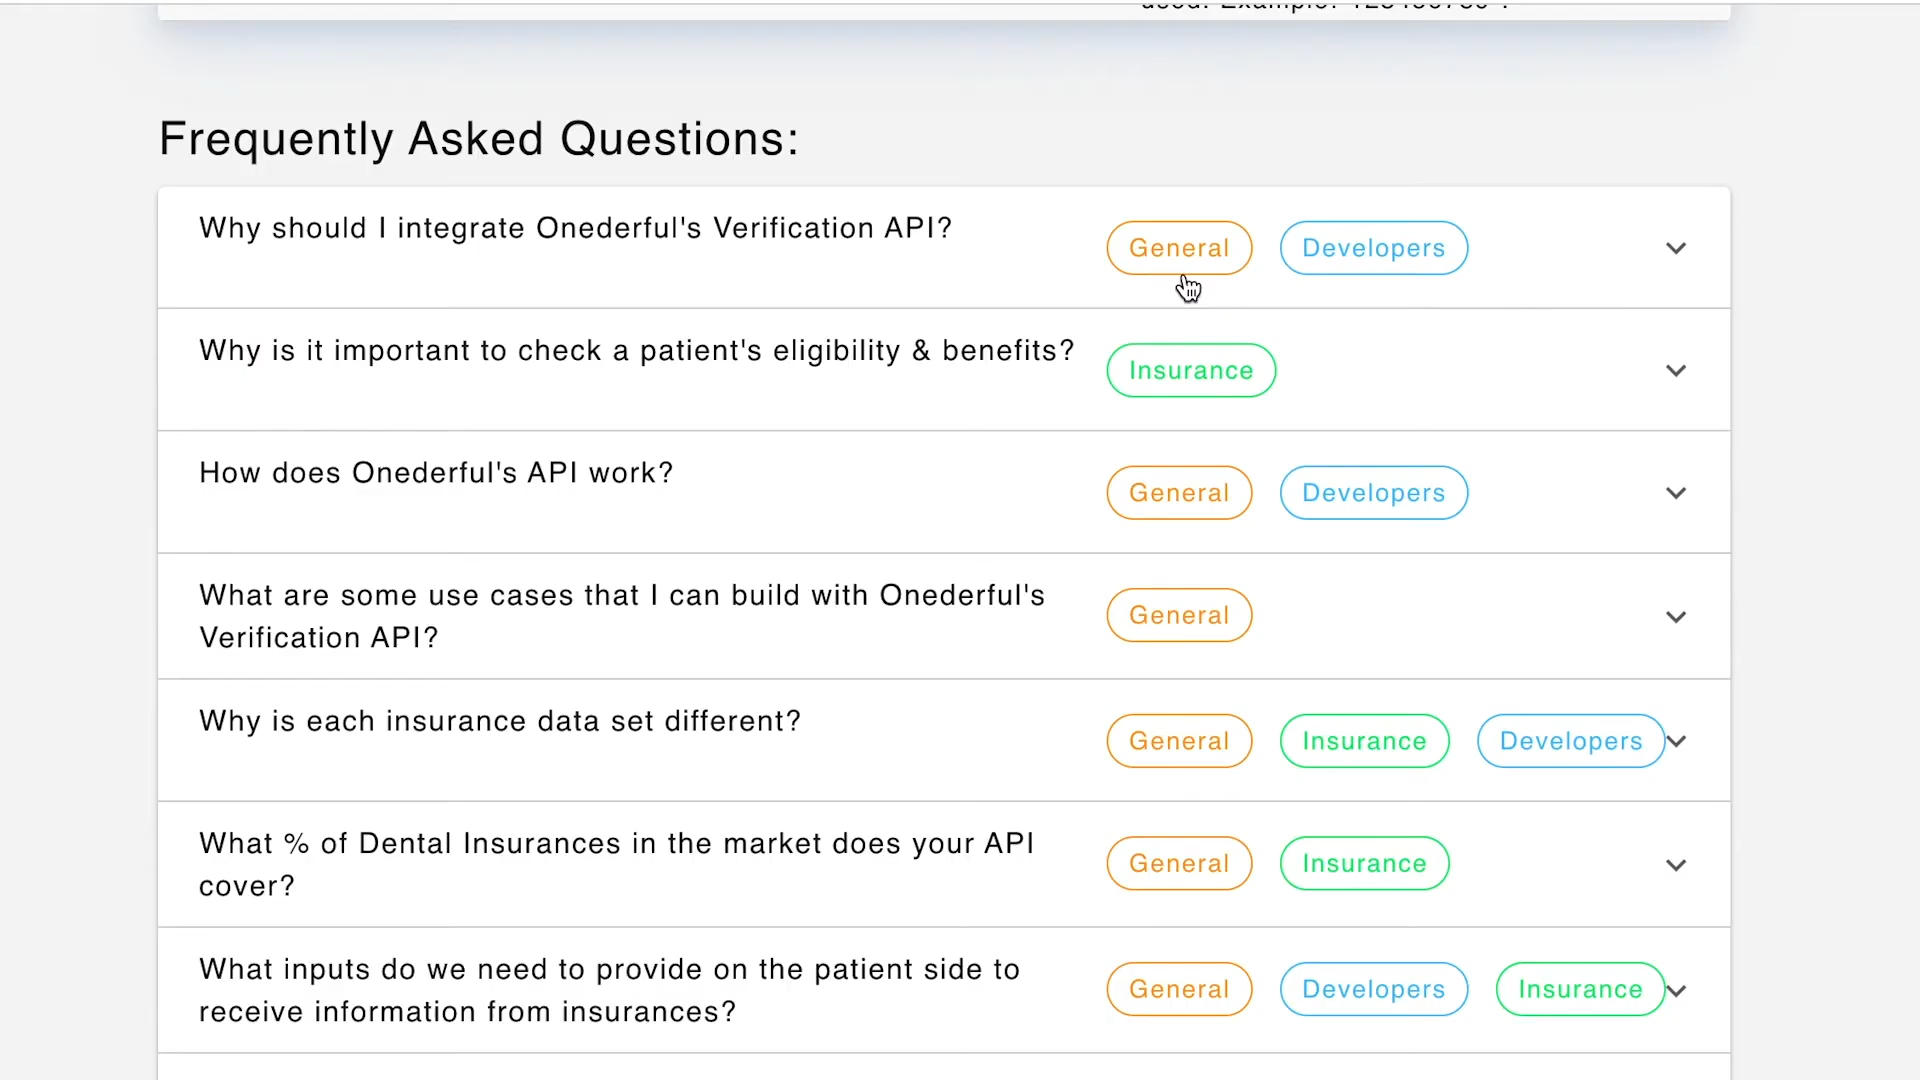 Frequently Asked Questions:
Why should I integrate Onederful's Verification API?
General
Developers
Why is it important to check a patient's eligibility & benefits?
Insurance
How does Onederful's API work?
General
Developers
What are some use cases that I can build with Onederful's
Verification API?
General
Why is each insurance data set different?
General
Insurance
Developers
What % of Dental Insurances in the market does your API
cover?
General
Insurance
What inputs do we need to provide on the patient side to
receive information from insurances?
General
Developers
Insurance